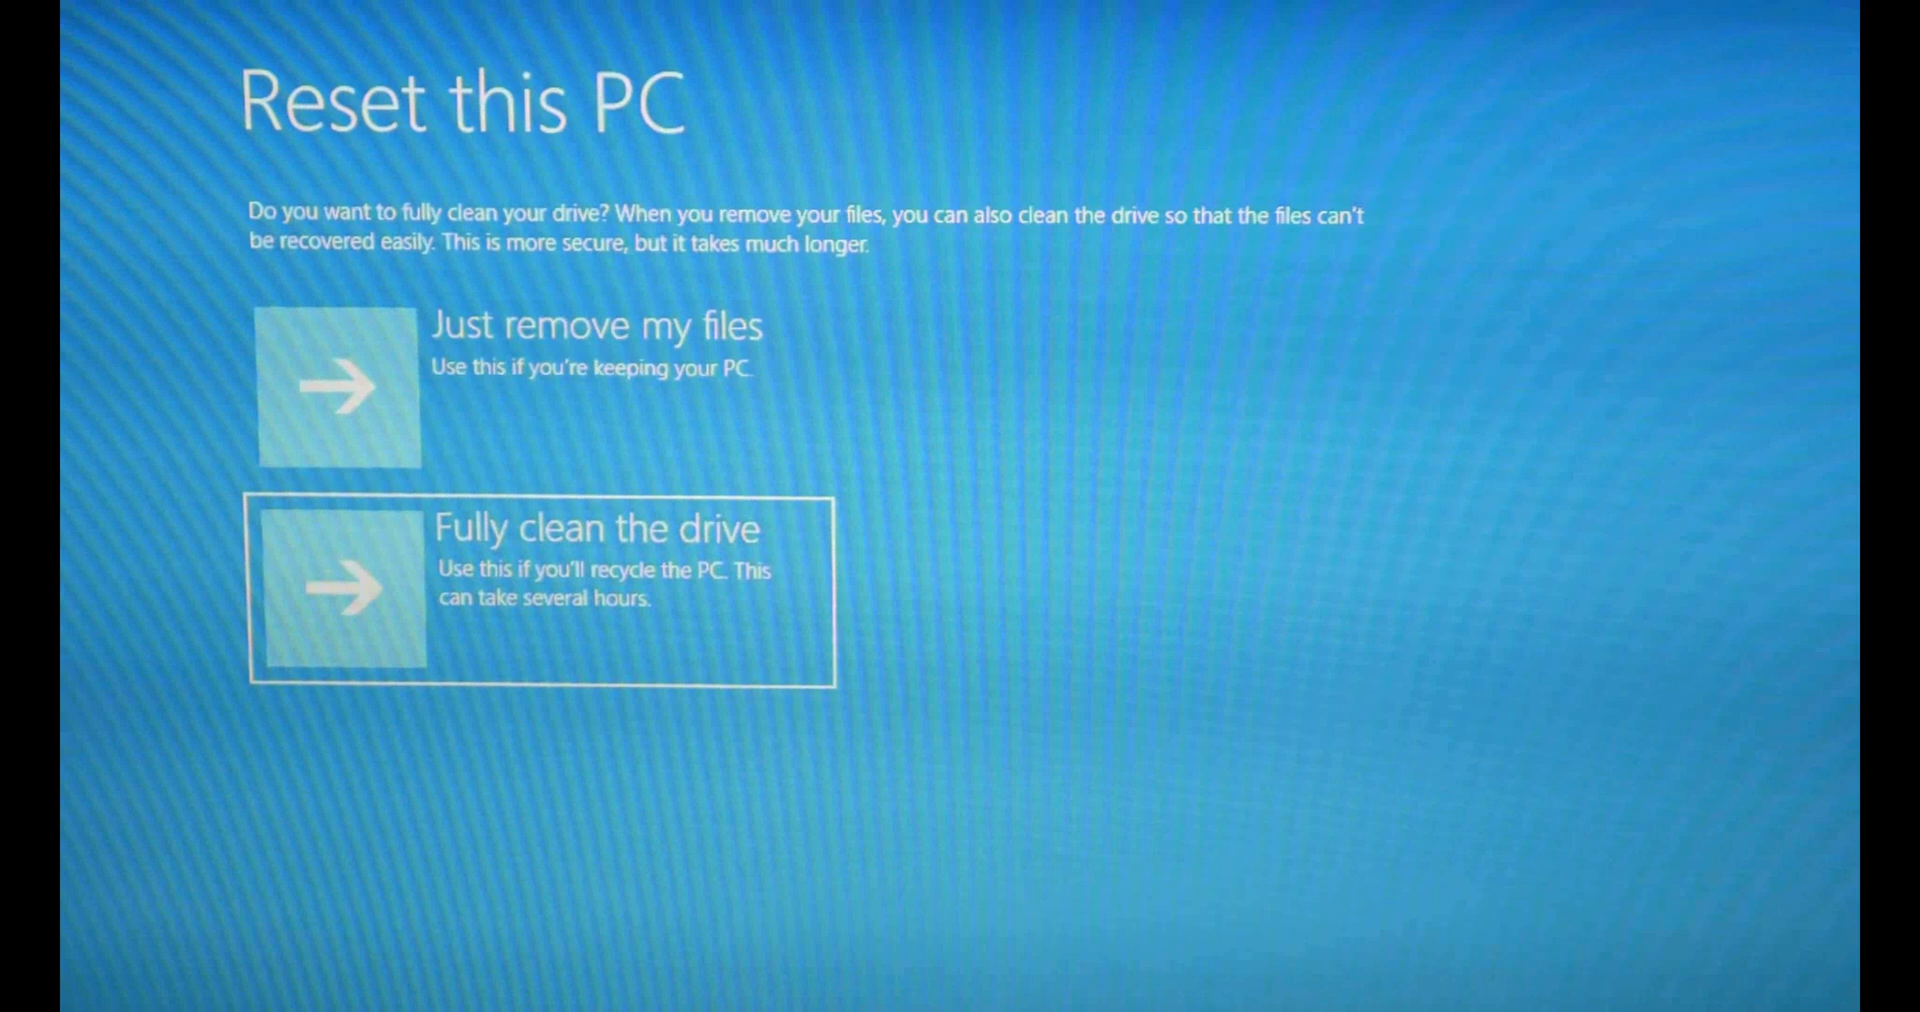 Reset this PC
Do you want to fully clean your drive? When you remove your files, you can also clean the drive so that the files can't
be recovered easily. This is more secure, but it takes much longer.
Just remove my files
Use this if you're keeping your PC.
Fully clean the drive
Use this if you'll recycle the PC. This
can take several hours.